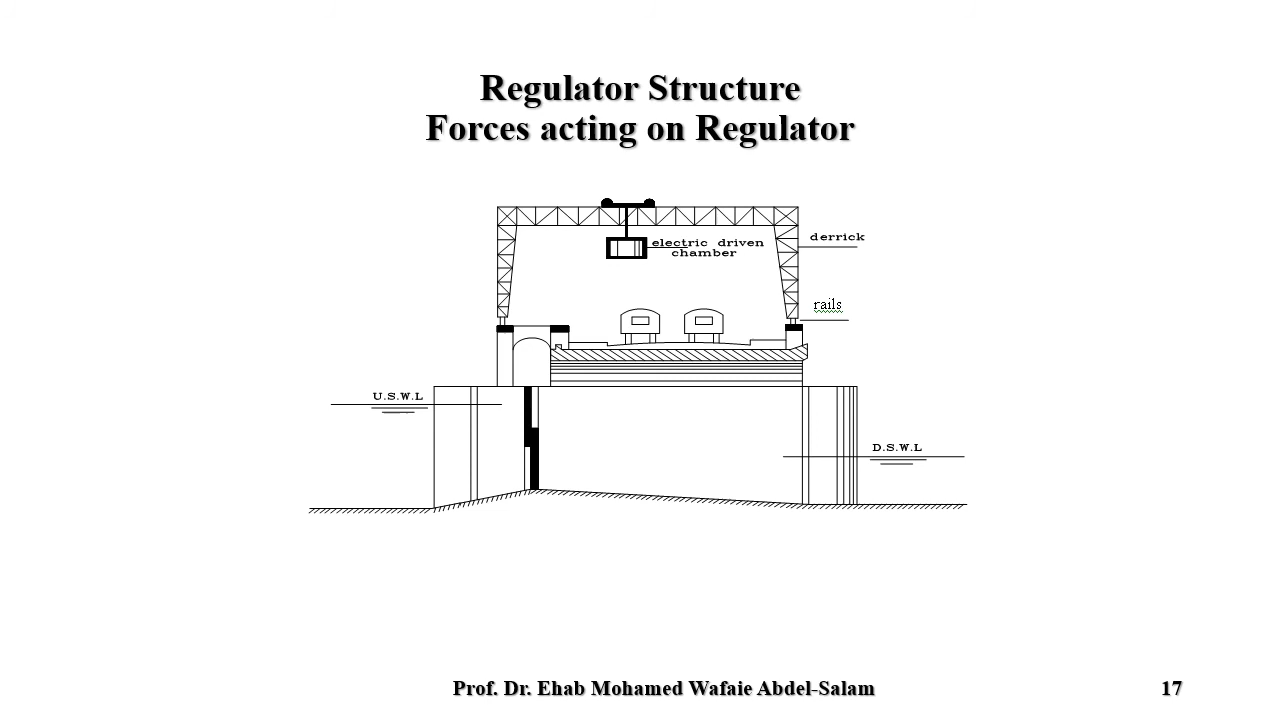 Regulator Structure
Forces acting on Regulator
derrick
electric driven
chamber
rails
U.S.W.L
D.S.W.L
Prof. Dr. Ehab Mohamed Wafaie Abdel-Salam
17